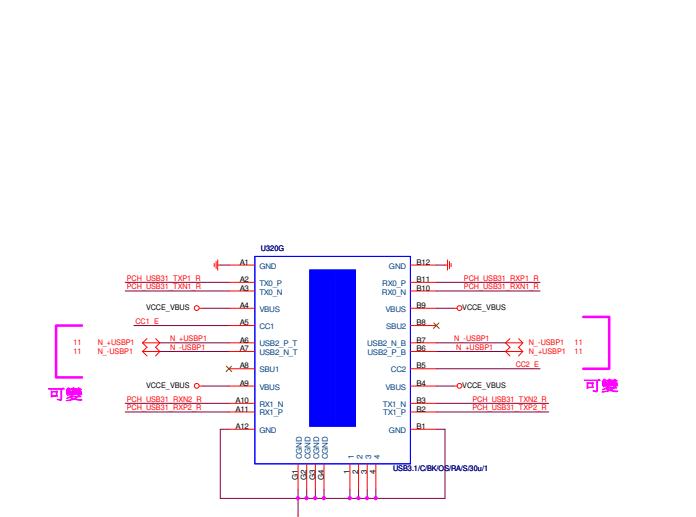 U320G
A1 GND GND B12
PCH_USB31_TXP1_R A2 TX0_P RX0_P B11 PCH_USB31_RXP1_R
PCH_USB31_TXN1_R A3 TX0_N RX0_N B10 PCH_USB31_RXN1_R
VCCE_VBUS A4 VBUS VBUS B9 VCCE_VBUS
CC1_E A5 CC1 SBU2 B8
11 N_+USBP1 N_+USBP1 A6 USB2_P_T USB2_N_B B7 N_-USBP1 N_-USBP1 11
11 N_-USBP1 N_-USBP1 A7 USB2_N_T USB2_P_B B6 N_+USBP1 N_+USBP1 11
A8 SBU1 CC2 B5 CC2_E
可變 VCCE_VBUS A9 VBUS VBUS B4 VCCE_VBUS 可變
PCH_USB31_RXN2_R A10 RX1_N TX1_N B3 PCH_USB31_TXN2_R
PCH_USB31_RXP2_R A11 RX1_P TX1_P B2 PCH_USB31_TXP2_R
A12 GND GND B1
CGND CGND CGND CGND 1 2 3 4
G1 G2 G3 G4 1 2 3 4
USB3.1/C/BK/OS/RA/S/30u/1